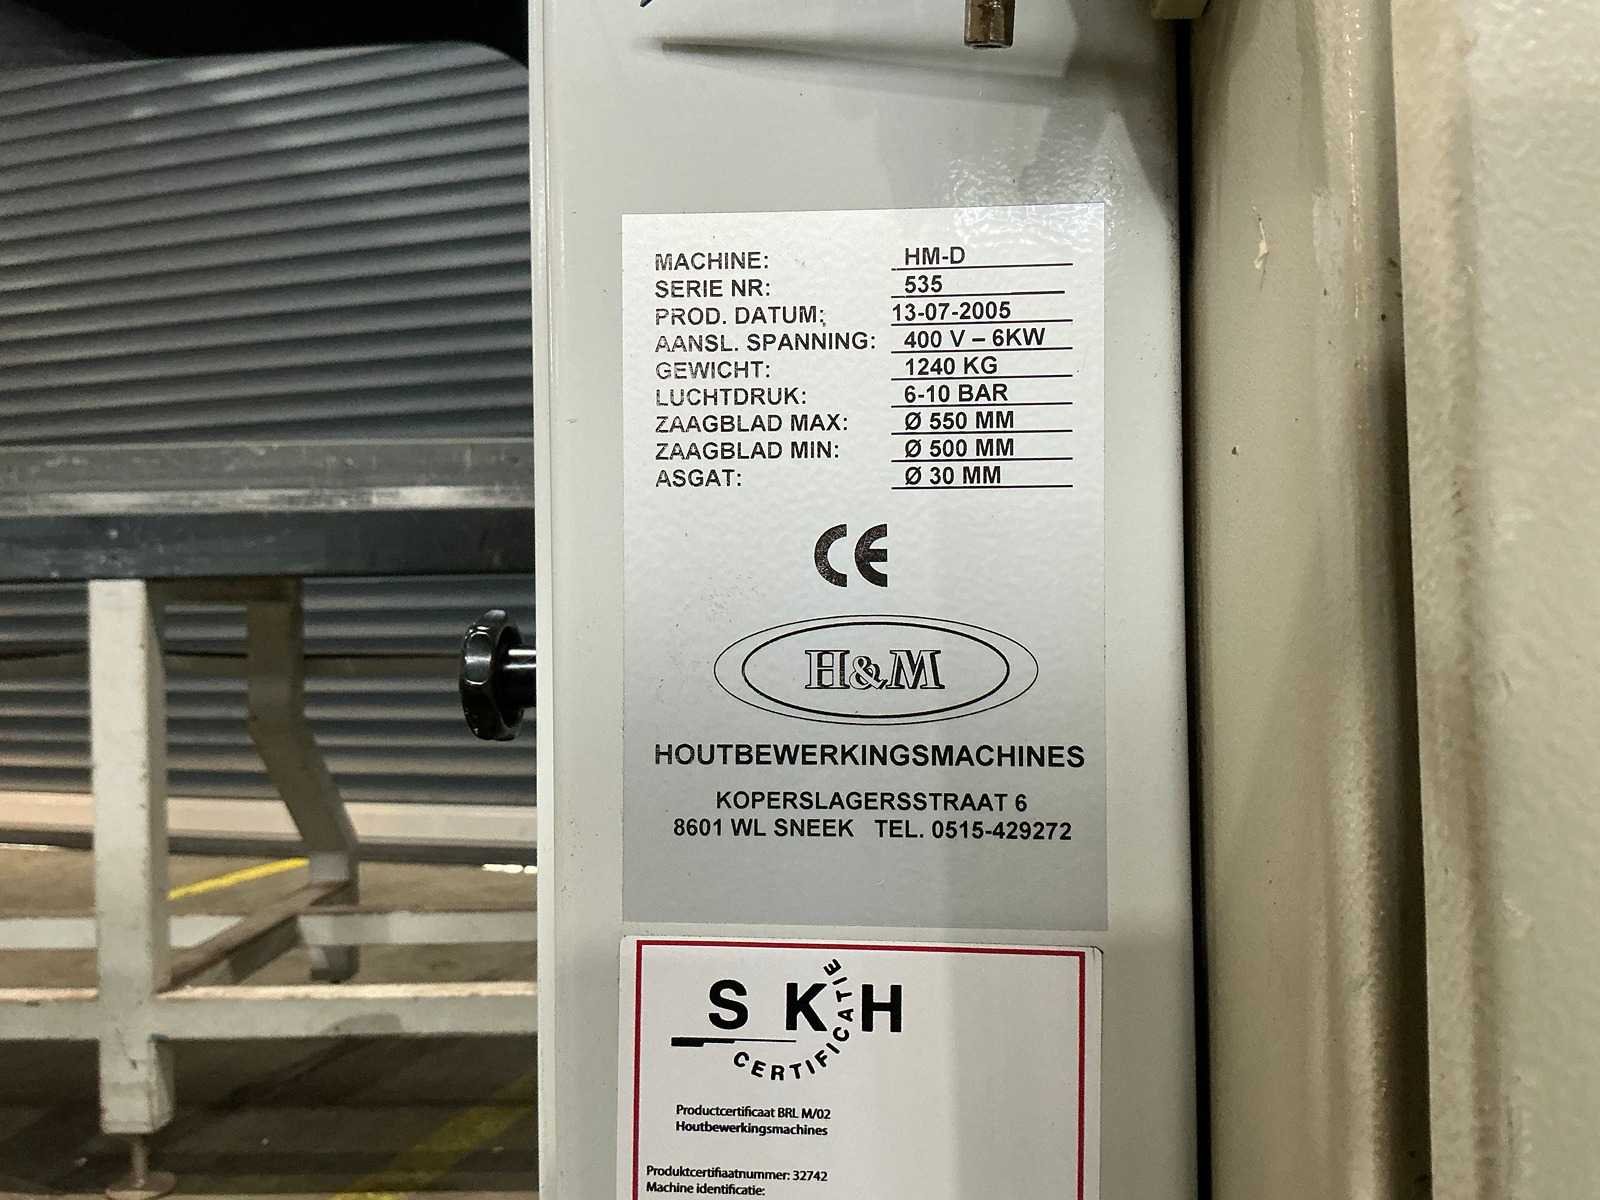 MACHINE: HM-D
SERIE NR: 535
PROD. DATUM: 13-07-2005
AANSL. SPANNING: 400 V – 6KW
GEWICHT: 1240 KG
LUCHTDRUK: 6-10 BAR
ZAAGBLAD MAX: Ø 550 MM
ZAAGBLAD MIN: Ø 500 MM
ASGAT: Ø 30 MM
CE
H&M
HOUTBEWERKINGSMACHINES
KOPERSLAGERSSTRAAT 6
8601 WL SNEEK TEL. 0515-429272
SKH
CERTIFICATIE
Productcertificaat BRL M/02
Houtbewerkingsmachines
Produktcertifiaatnummer: 32742
Machine identificatie: